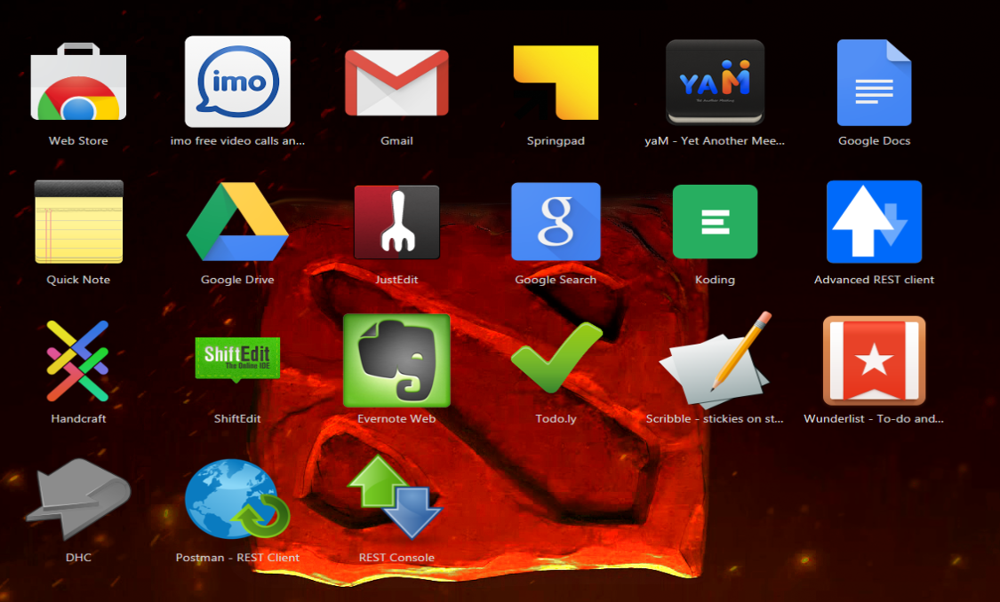 imo
YAM
Web Store
imo free video calls an...
Gmail
Springpad
yaM - Yet Another Mee...
Google Docs
g
Quick Note
Google Drive
JustEdit
Google Search
Koding
Advanced REST client
ShiftEdit
The Online IDE
Handcraft
ShiftEdit
Evernote Web
Todo.ly
Scribble - stickies on st...
Wunderlist - To-do and...
DHC
Postman - REST Client
REST Console